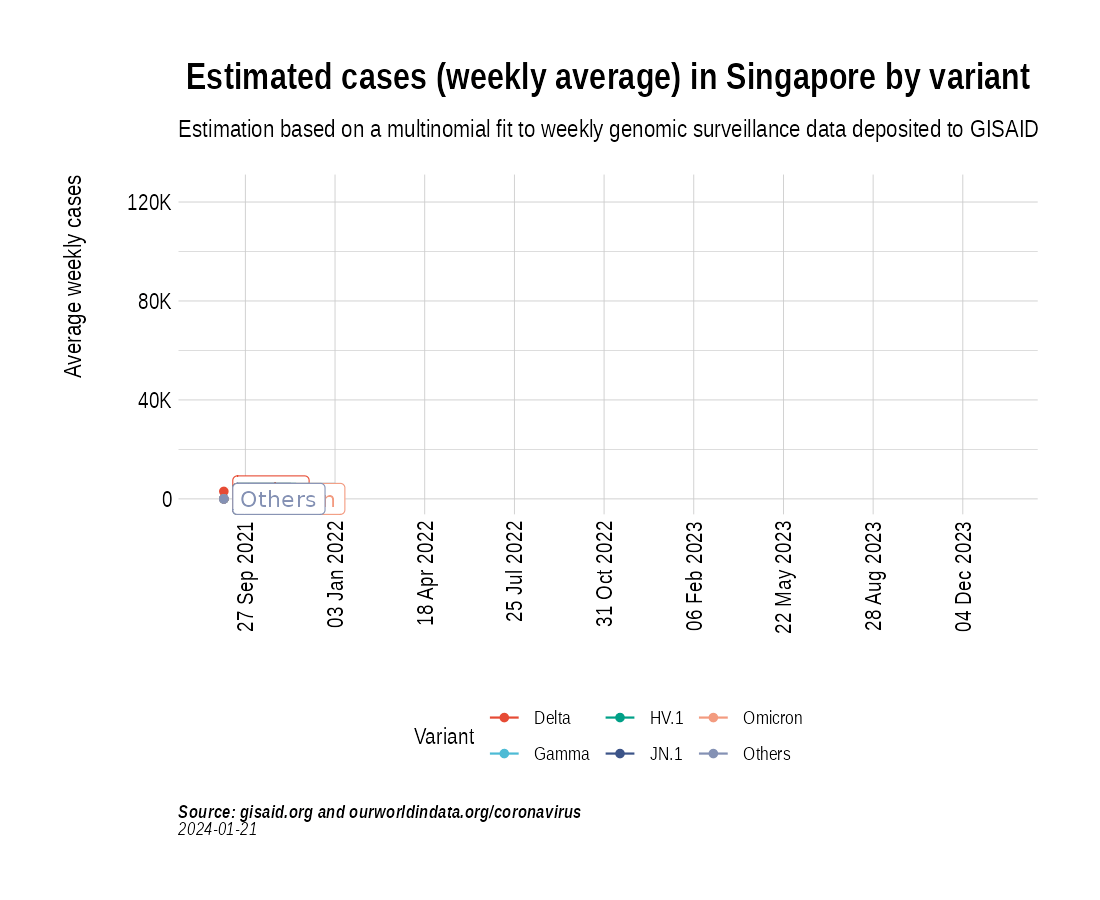 Estimated cases (weekly average) in Singapore by variant
Estimation based on a multinomial fit to weekly genomic surveillance data deposited to GISAID
Average weekly cases
120K
80K
40K
0
Others
n
27 Sep 2021
03 Jan 2022
18 Apr 2022
25 Jul 2022
31 Oct 2022
06 Feb 2023
22 May 2023
28 Aug 2023
04 Dec 2023
Variant
Delta
HV.1
Omicron
Gamma
JN.1
Others
Source: gisaid.org and ourworldindata.org/coronavirus
2024-01-21